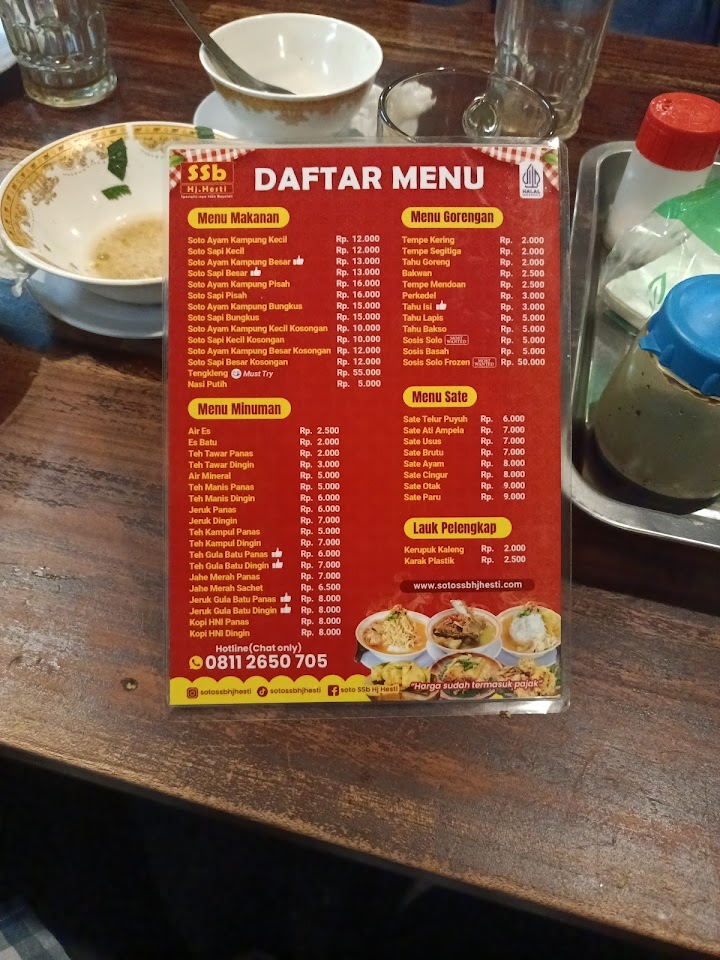 SSb
Hj.Hesti
DAFTAR MENU
HALAL
Menu Makanan
Soto Ayam Kampung Kecil Rp. 12.000
Soto Sapi Kecil Rp. 12.000
Soto Ayam Kampung Besar Rp. 13.000
Soto Sapi Besar Rp. 13.000
Soto Ayam Kampung Pisah Rp. 16.000
Soto Sapi Pisah Rp. 16.000
Soto Ayam Kampung Bungkus Rp. 15.000
Soto Sapi Bungkus Rp. 15.000
Soto Ayam Kampung Kecil Kosongan Rp. 10.000
Soto Sapi Kecil Kosongan Rp. 10.000
Soto Ayam Kampung Besar Kosongan Rp. 12.000
Soto Sapi Besar Kosongan Rp. 12.000
Tengkleng Must Try Rp. 55.000
Nasi Putih Rp. 5.000
Menu Minuman
Air Es Rp. 2.500
Es Batu Rp. 2.000
Teh Tawar Panas Rp. 2.000
Teh Tawar Dingin Rp. 3.000
Air Mineral Rp. 5.000
Teh Manis Panas Rp. 5.000
Teh Manis Dingin Rp. 6.000
Jeruk Panas Rp. 6.000
Jeruk Dingin Rp. 7.000
Teh Kampul Panas Rp. 5.000
Teh Kampul Dingin Rp. 7.000
Teh Gula Batu Panas Rp. 6.000
Teh Gula Batu Dingin Rp. 7.000
Jahe Merah Panas Rp. 7.000
Jahe Merah Sachet Rp. 6.500
Jeruk Gula Batu Panas Rp. 8.000
Jeruk Gula Batu Dingin Rp. 8.000
Kopi HNI Panas Rp. 8.000
Kopi HNI Dingin Rp. 8.000
Hotline(Chat only)
0811 2650 705
Menu Gorengan
Tempe Kering Rp. 2.000
Tempe Segitiga Rp. 2.000
Tahu Goreng Rp. 2.000
Bakwan Rp. 2.500
Tempe Mendoan Rp. 2.500
Perkedel Rp. 3.000
Tahu Isi Rp. 3.000
Tahu Lapis Rp. 5.000
Tahu Bakso Rp. 5.000
Sosis Solo MOST WANTED Rp. 5.000
Sosis Basah Rp. 5.000
Sosis Solo Frozen MOST WANTED Rp. 50.000
Menu Sate
Sate Telur Puyuh Rp. 6.000
Sate Ati Ampela Rp. 7.000
Sate Usus Rp. 7.000
Sate Brutu Rp. 7.000
Sate Ayam Rp. 8.000
Sate Cingur Rp. 8.000
Sate Otak Rp. 9.000
Sate Paru Rp. 9.000
Lauk Pelengkap
Kerupuk Kaleng Rp. 2.000
Karak Plastik Rp. 2.500
www.sotossbhjhesti.com
"Harga sudah termasuk pajak"
sotossbhjhesti sotossbhjhesti soto SSb Hj Hesti